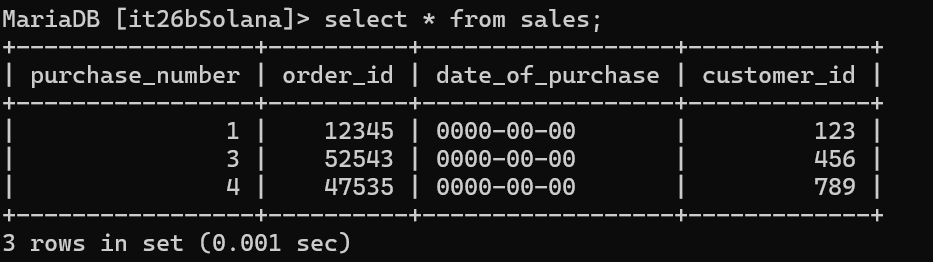 MariaDB [it26bSolana]> select * from sales;
+-----------------+----------+------------------+-------------+
| purchase_number | order_id | date_of_purchase | customer_id |
+-----------------+----------+------------------+-------------+
|               1 |    12345 | 0000-00-00       |         123 |
|               3 |    52543 | 0000-00-00       |         456 |
|               4 |    47535 | 0000-00-00       |         789 |
+-----------------+----------+------------------+-------------+
3 rows in set (0.001 sec)